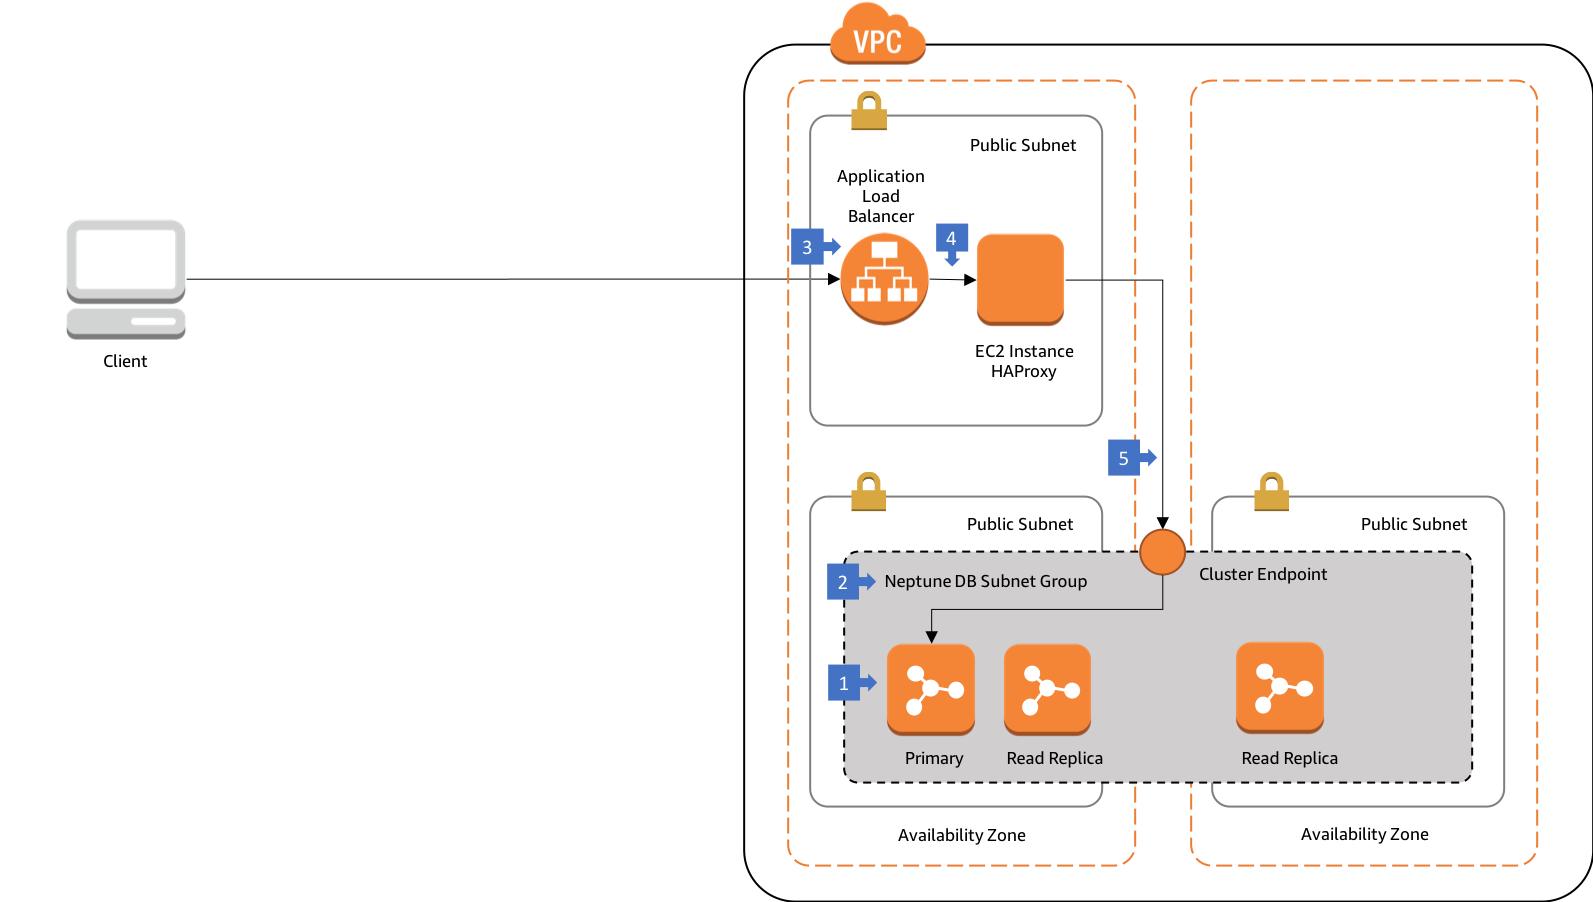 VPC
Public Subnet
Application
Load
Balancer
3
4
Client
EC2 Instance
HAProxy
5
Public Subnet
Public Subnet
2
Neptune DB Subnet Group
Cluster Endpoint
1
Primary
Read Replica
Read Replica
Availability Zone
Availability Zone